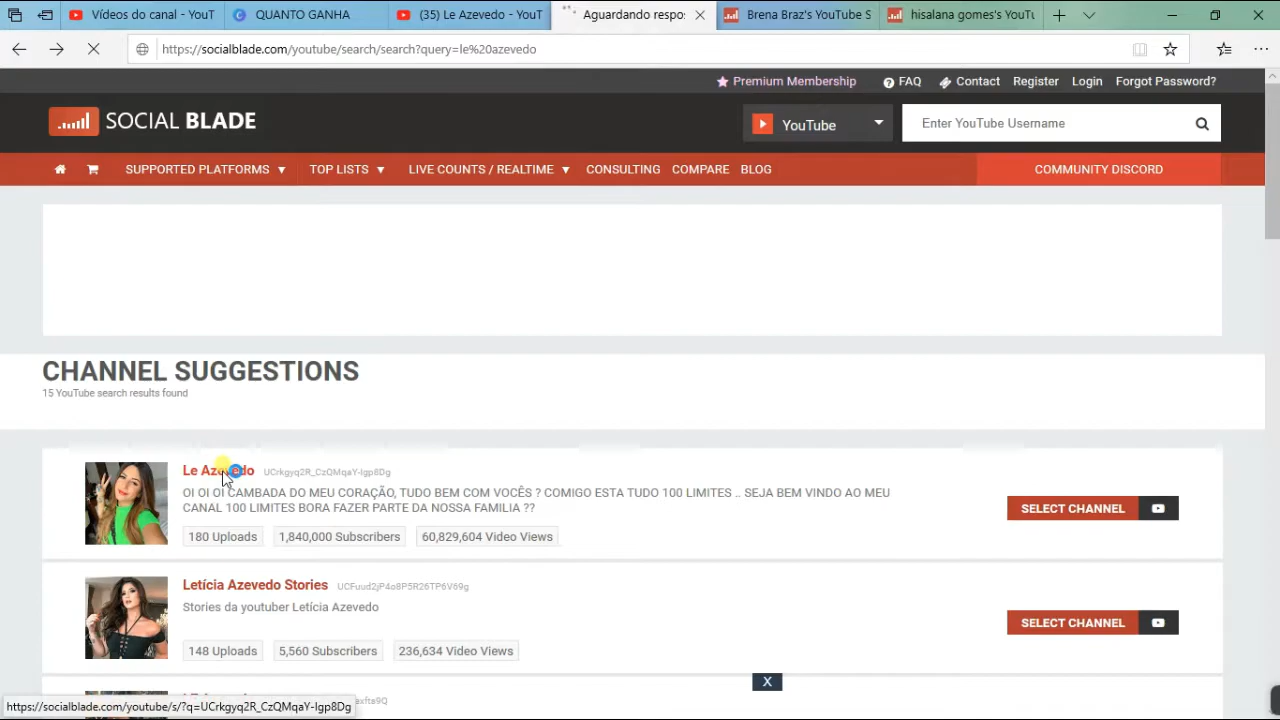 Vídeos do canal - YouT
QUANTO GANHA
(35) Le Azevedo - YouT
Aguardando respo
Brena Braz's YouTube S
hisalana gomes's YouTu
https://socialblade.com/youtube/search/search?query=le%20azevedo
Premium Membership
FAQ
Contact
Register
Login
Forgot Password?
SOCIAL BLADE
YouTube
Enter YouTube Username
SUPPORTED PLATFORMS
TOP LISTS
LIVE COUNTS / REALTIME
CONSULTING
COMPARE
BLOG
COMMUNITY DISCORD
CHANNEL SUGGESTIONS
15 YouTube search results found
Le Azevedo UCrkgyq2R_CzQMqaY-Igp8Dg
OI OI OI CAMBADA DO MEU CORAÇÃO, TUDO BEM COM VOCÊS ? COMIGO ESTA TUDO 100 LIMITES .. SEJA BEM VINDO AO MEU
CANAL 100 LIMITES BORA FAZER PARTE DA NOSSA FAMILIA ??
180 Uploads
1,840,000 Subscribers
60,829,604 Video Views
SELECT CHANNEL
Letícia Azevedo Stories UCFuud2jP4o8P5R26TP6V69g
Stories da youtuber Letícia Azevedo
148 Uploads
5,560 Subscribers
236,634 Video Views
SELECT CHANNEL
X
https://socialblade.com/youtube/s/?q=UCrkgyq2R_CzQMqaY-Igp8Dg